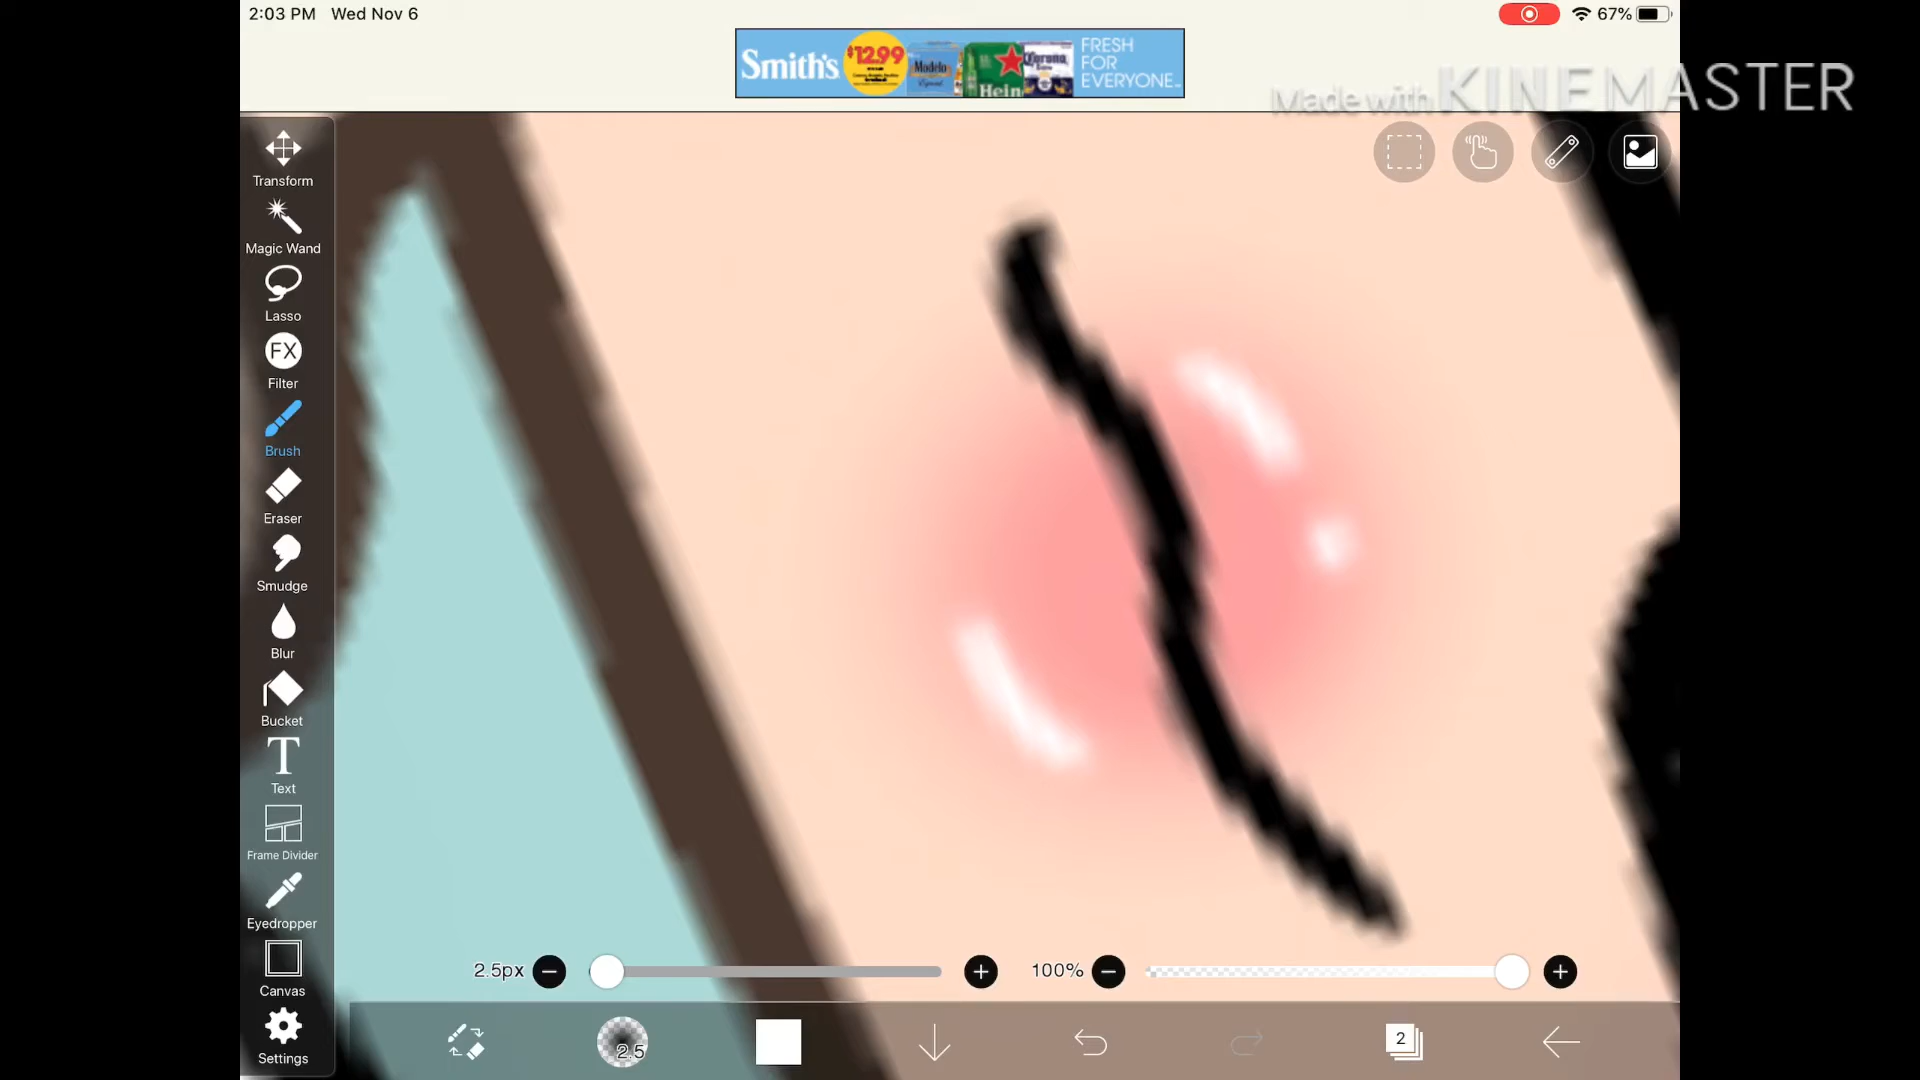 2:03 PM Wed Nov 6
67%
Smith's
$12.99
Modelo
Especial
Hein
Corona
FRESH
FOR
EVERYONE
Made with KINEMASTER
Transform
Magic Wand
Lasso
FX
Filter
Brush
Eraser
Smudge
Blur
Bucket
T
Text
Frame Divider
Eyedropper
Canvas
Settings
2.5px
100%
2.5
2